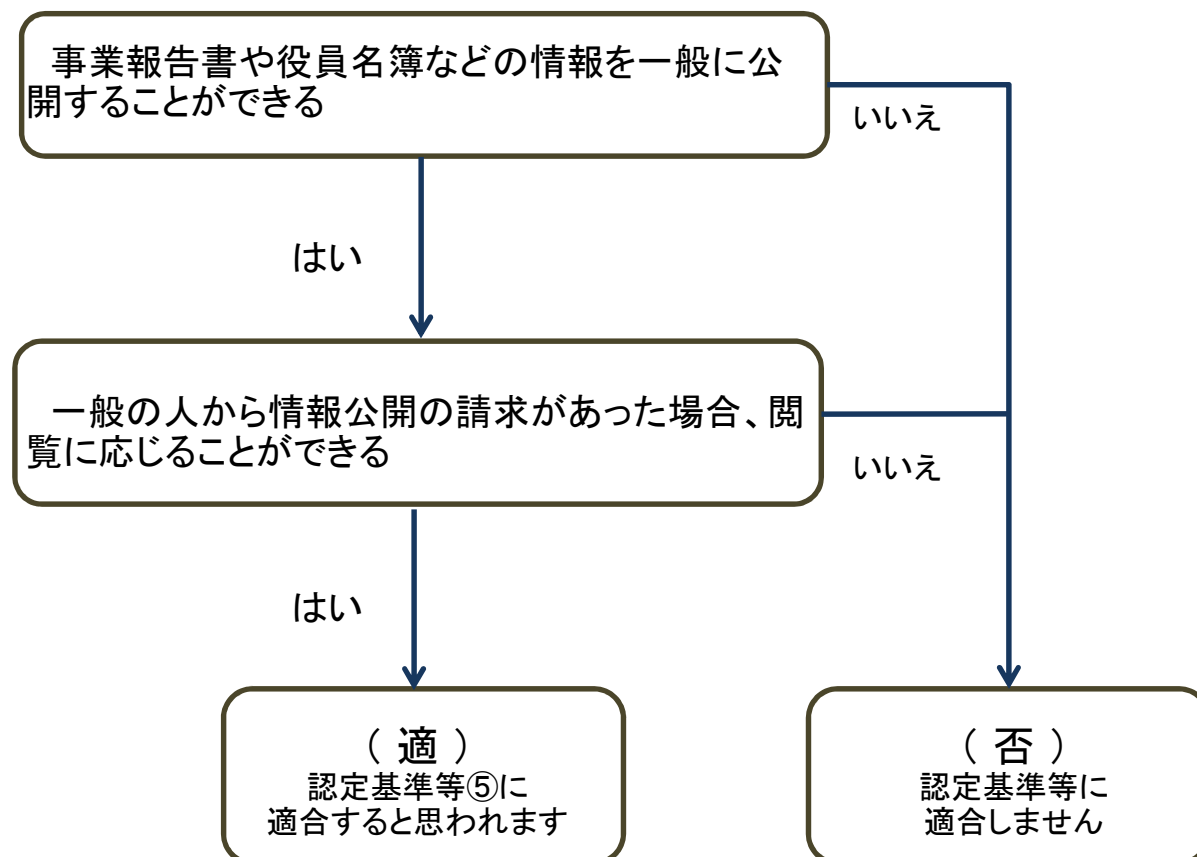 事業報告書や役員名簿などの情報を一般に公
開することができる
いいえ
はい
一般の人から情報公開の請求があった場合、閲
覧に応じることができる
いいえ
はい
（ 適 ）
認定基準等⑤に
適合すると思われます
（ 否 ）
認定基準等に
適合しません